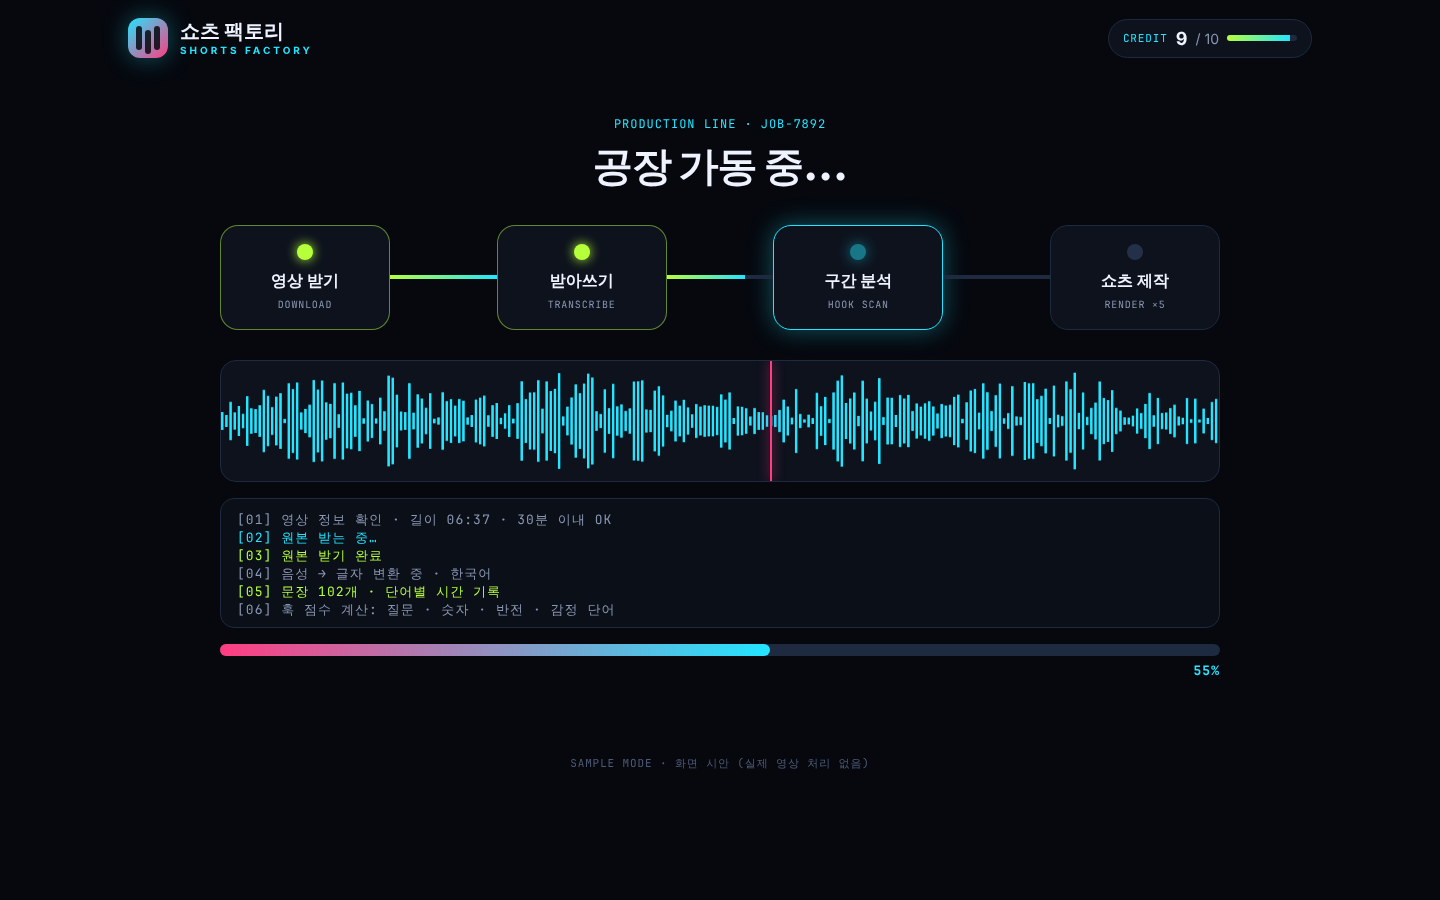 쇼츠 팩토리
SHORTS FACTORY
CREDIT 9 / 10
PRODUCTION LINE · JOB-7892
공장 가동 중...
영상 받기
DOWNLOAD
받아쓰기
TRANSCRIBE
구간 분석
HOOK SCAN
쇼츠 제작
RENDER ×5
[01] 영상 정보 확인 · 길이 06:37 · 30분 이내 OK
[02] 원본 받는 중…
[03] 원본 받기 완료
[04] 음성 → 글자 변환 중 · 한국어
[05] 문장 102개 · 단어별 시간 기록
[06] 훅 점수 계산: 질문 · 숫자 · 반전 · 감정 단어
55%
SAMPLE MODE · 화면 시안 (실제 영상 처리 없음)